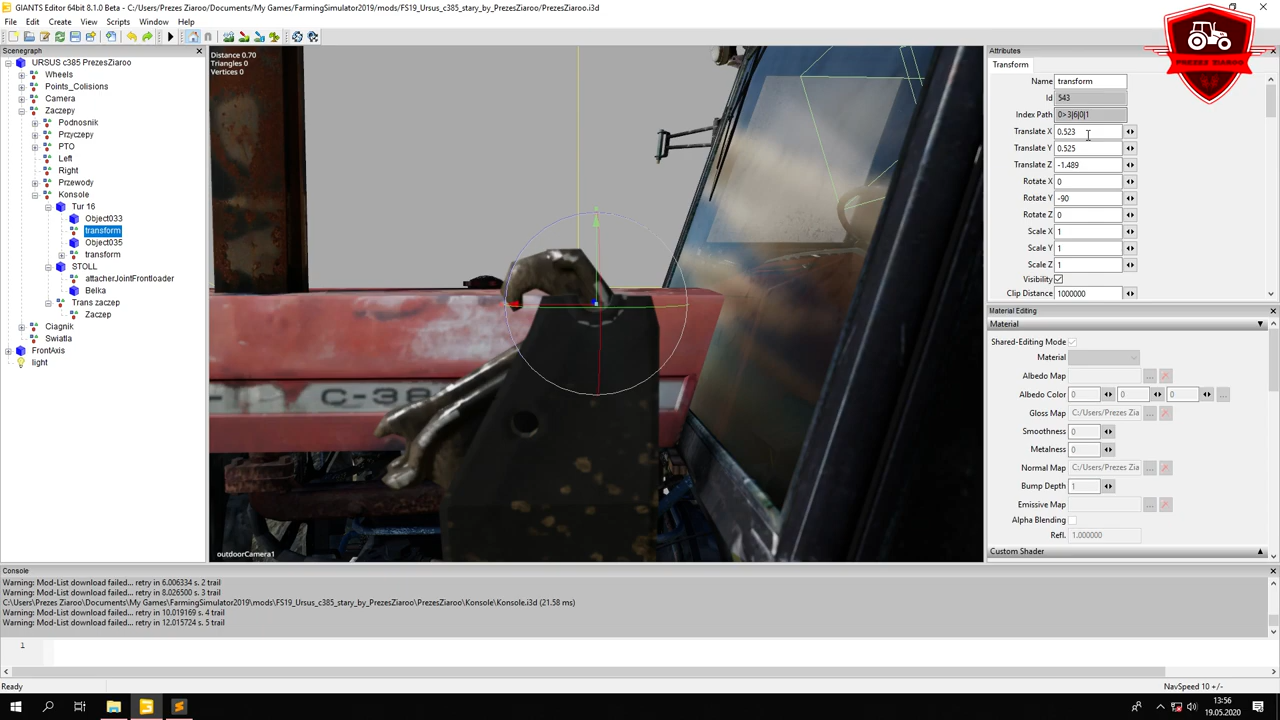 GIANTS Editor 64bit 8.1.0 Beta - C:/Users/Prezes Ziaroo/Documents/My Games/FarmingSimulator2019/mods/FS19_Ursus_c385_stary_by_PrezesZiaroo/PrezesZiaroo/PrezesZiaroo.i3d
File Edit Create View Scripts Window Help
PREZES ZIAROO
Scenegraph
URSUS c385 PrezesZiaroo
Wheels
Points_Colisions
Camera
Zaczepy
Podnosnik
Przyczepy
PTO
Left
Right
Przewody
Konsole
Tur 16
Object033
transform
Object035
transform
STOLL
attacherJointFrontloader
Belka
Trans zaczep
Zaczep
Ciagnik
Swiatla
FrontAxis
light
Distance 0.70
Triangles 0
Vertices 0
C-385
outdoorCamera1
Attributes
Transform
Name transform
Id 543
Index Path 0>3|6|0|1
Translate X 0.523
Translate Y 0.525
Translate Z -1.489
Rotate X 0
Rotate Y -90
Rotate Z 0
Scale X 1
Scale Y 1
Scale Z 1
Visibility
Clip Distance 1000000
Material Editing
Material
Shared-Editing Mode
Material
Albedo Map ...
Albedo Color 0 0 0 ...
Gloss Map C:/Users/Prezes Zia ...
Smoothness 0
Metalness 0
Normal Map C:/Users/Prezes Zia ...
Bump Depth 1
Emissive Map ...
Alpha Blending
Refl. 1.000000
Custom Shader
Console
Warning: Mod-List download failed... retry in 6.006334 s. 2 trail
Warning: Mod-List download failed... retry in 8.026500 s. 3 trail
C:\Users\Prezes Ziaroo\Documents\My Games\FarmingSimulator2019\mods\FS19_Ursus_c385_stary_by_PrezesZiaroo\PrezesZiaroo\Konsole\Konsole.i3d (21.58 ms)
Warning: Mod-List download failed... retry in 10.019169 s. 4 trail
Warning: Mod-List download failed... retry in 12.015724 s. 5 trail
1
Ready
NavSpeed 10 +/-
13:56
19.05.2020